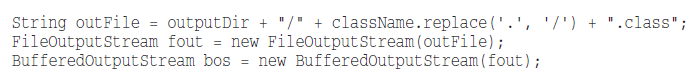 String outFile = outputDir + "/" + className.replace('.', '/') + ".class";
FileOutputStream fout = new FileOutputStream(outFile);
BufferedOutputStream bos = new BufferedOutputStream(fout);